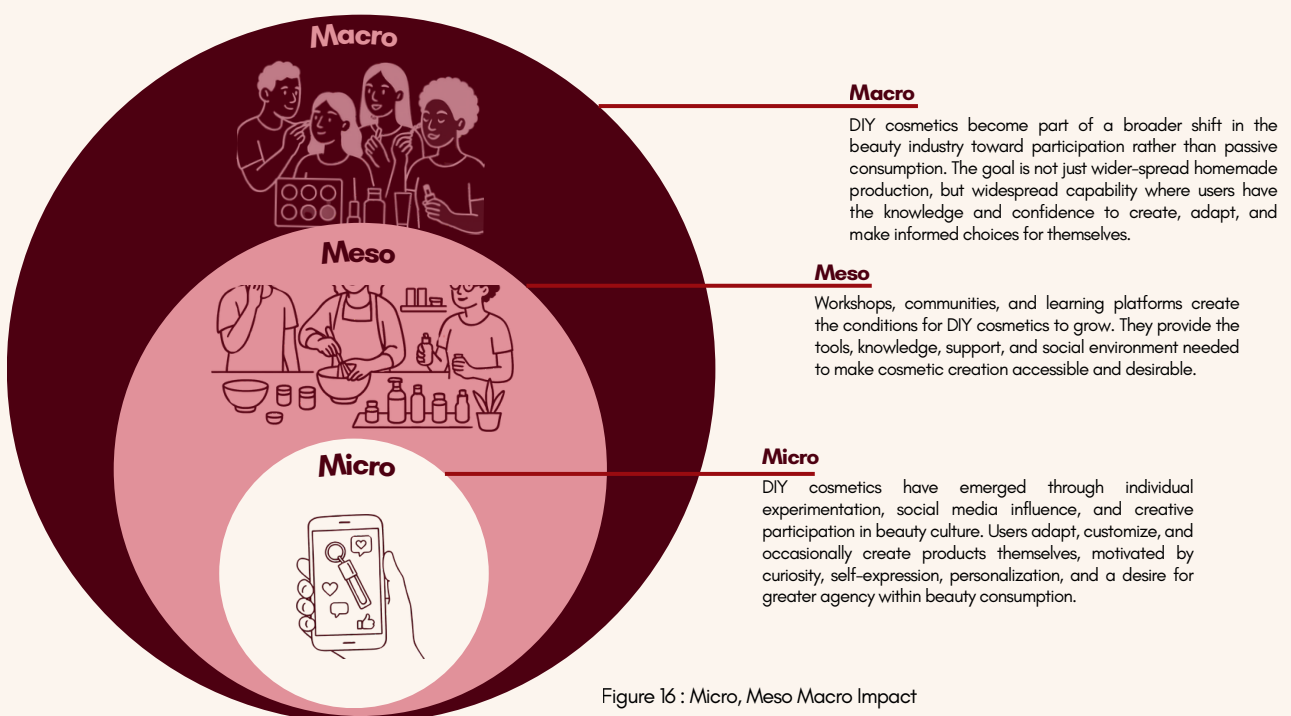 Macro
Macro
DIY cosmetics become part of a broader shift in the
beauty industry toward participation rather than passive
consumption. The goal is not just wider-spread homemade
production, but widespread capability where users have
the knowledge and confidence to create, adapt, and
make informed choices for themselves.
Meso
Meso
Workshops, communities, and learning platforms create
the conditions for DIY cosmetics to grow. They provide the
tools, knowledge, support, and social environment needed
to make cosmetic creation accessible and desirable.
Micro
Micro
DIY cosmetics have emerged through individual
experimentation, social media influence, and creative
participation in beauty culture. Users adapt, customize, and
occasionally create products themselves, motivated by
curiosity, self-expression, personalization, and a desire for
greater agency within beauty consumption.
Figure 16 : Micro, Meso Macro Impact